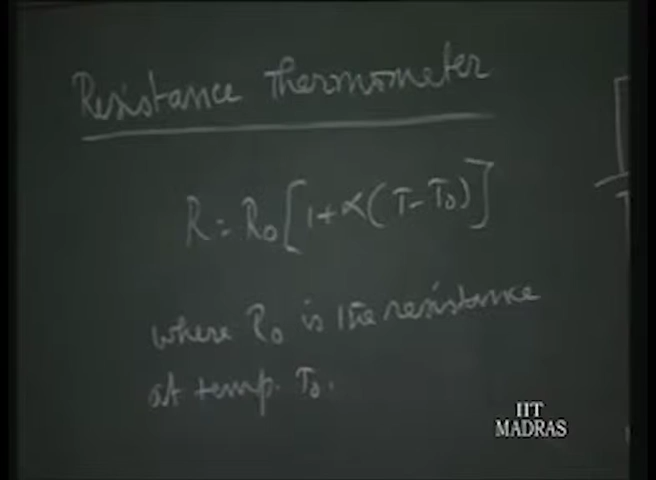 Resistance Thermometer
R = R₀ [1 + α (T - T₀)]
where R₀ is the resistance
at temp. T₀.
IIT
MADRAS